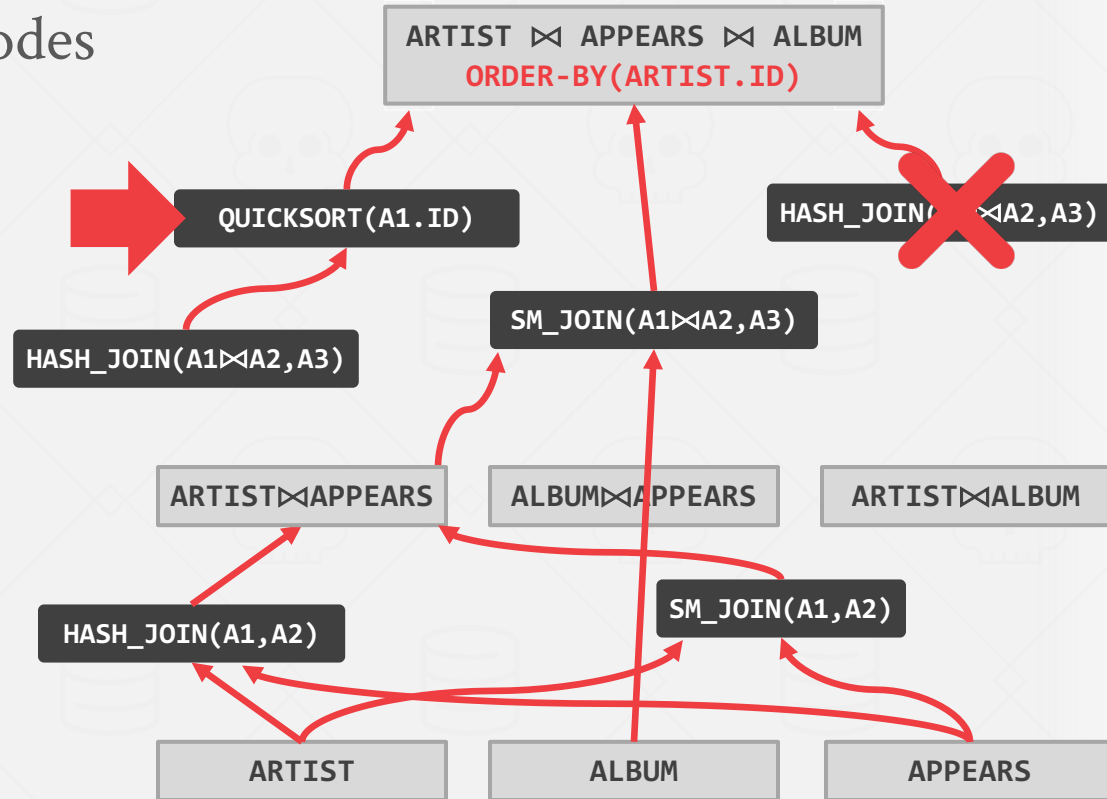 odes
ARTIST ⋈ APPEARS ⋈ ALBUM
ORDER-BY(ARTIST.ID)
QUICKSORT(A1.ID)
HASH_JOIN( ⋈A2,A3)
SM_JOIN(A1⋈A2,A3)
HASH_JOIN(A1⋈A2,A3)
ARTIST⋈APPEARS
ALBUM⋈APPEARS
ARTIST⋈ALBUM
SM_JOIN(A1,A2)
HASH_JOIN(A1,A2)
ARTIST
ALBUM
APPEARS